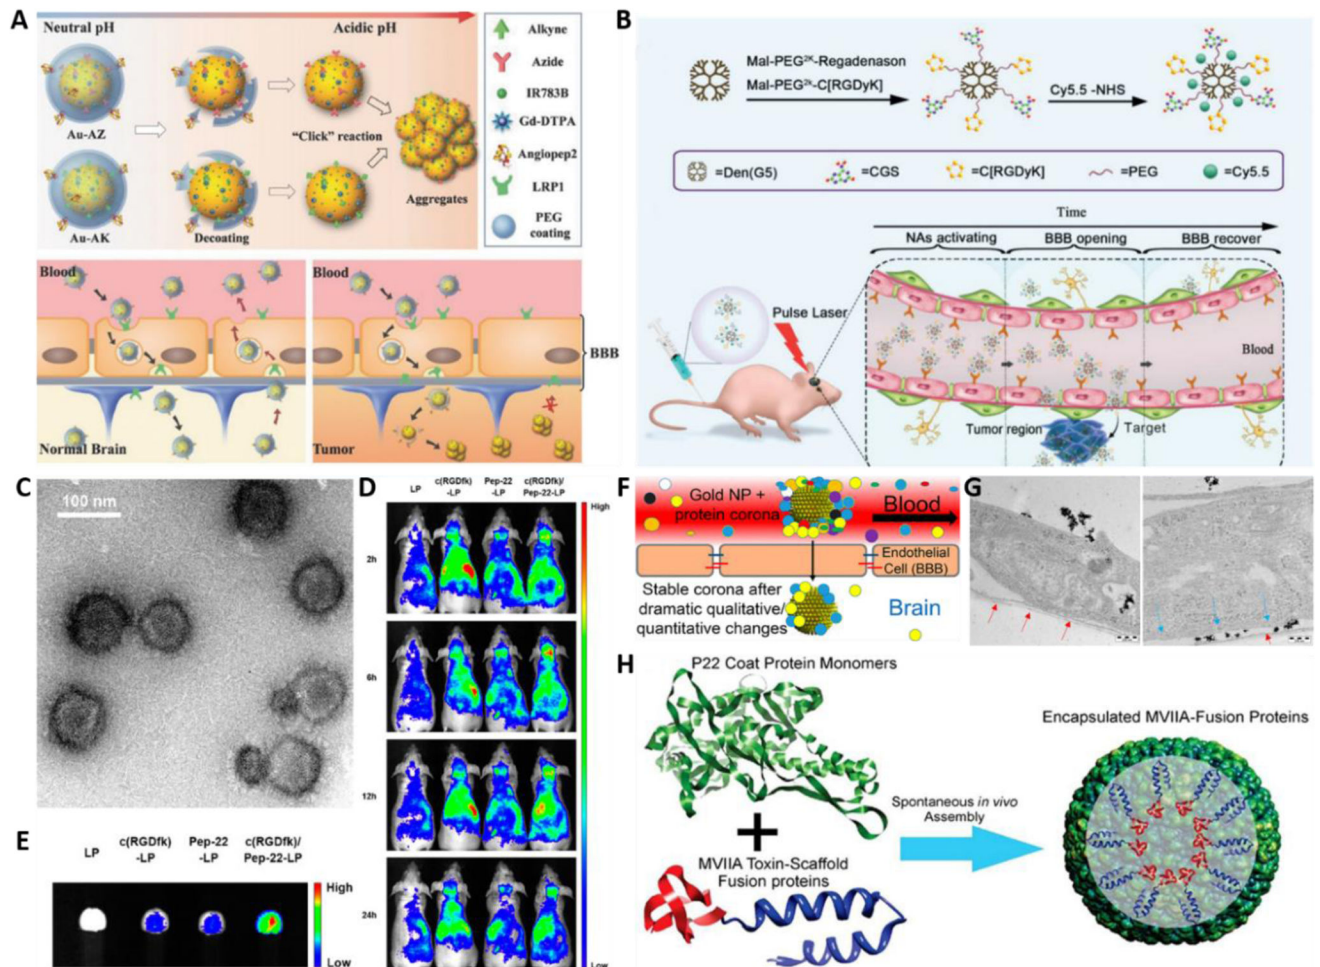 A
Neutral pH
Acidic pH
Au-AZ
"Click" reaction
Au-AK
Decoating
Aggregates
Alkyne
Azide
IR783B
Gd-DTPA
Angiopep2
LRP1
PEG
coating
Blood
Normal Brain
Blood
Tumor
BBB
B
Mal-PEG2K-Regadenason
Mal-PEG2k-C[RGDyK]
Cy5.5 -NHS
=Den(G5)
=CGS
=C[RGDyK]
=PEG
=Cy5.5
Time
NAs activating
BBB opening
BBB recover
Pulse Laser
Blood
Tumor region
Target
C
100 nm
D
LP
c(RGDfk)
-LP
Pep-22
-LP
c(RGDfk)/
Pep-22-LP
High
2h
6h
12h
24h
Low
E
LP
c(RGDfk)
-LP
Pep-22
-LP
c(RGDfk)/
Pep-22-LP
High
Low
F
Gold NP +
protein corona
Blood
Endothelial
Cell (BBB)
Stable corona after
dramatic qualitative/
quantitative changes
Brain
G
H
P22 Coat Protein Monomers
+
MVIIA Toxin-Scaffold
Fusion proteins
Spontaneous in vivo
Assembly
Encapsulated MVIIA-Fusion Proteins